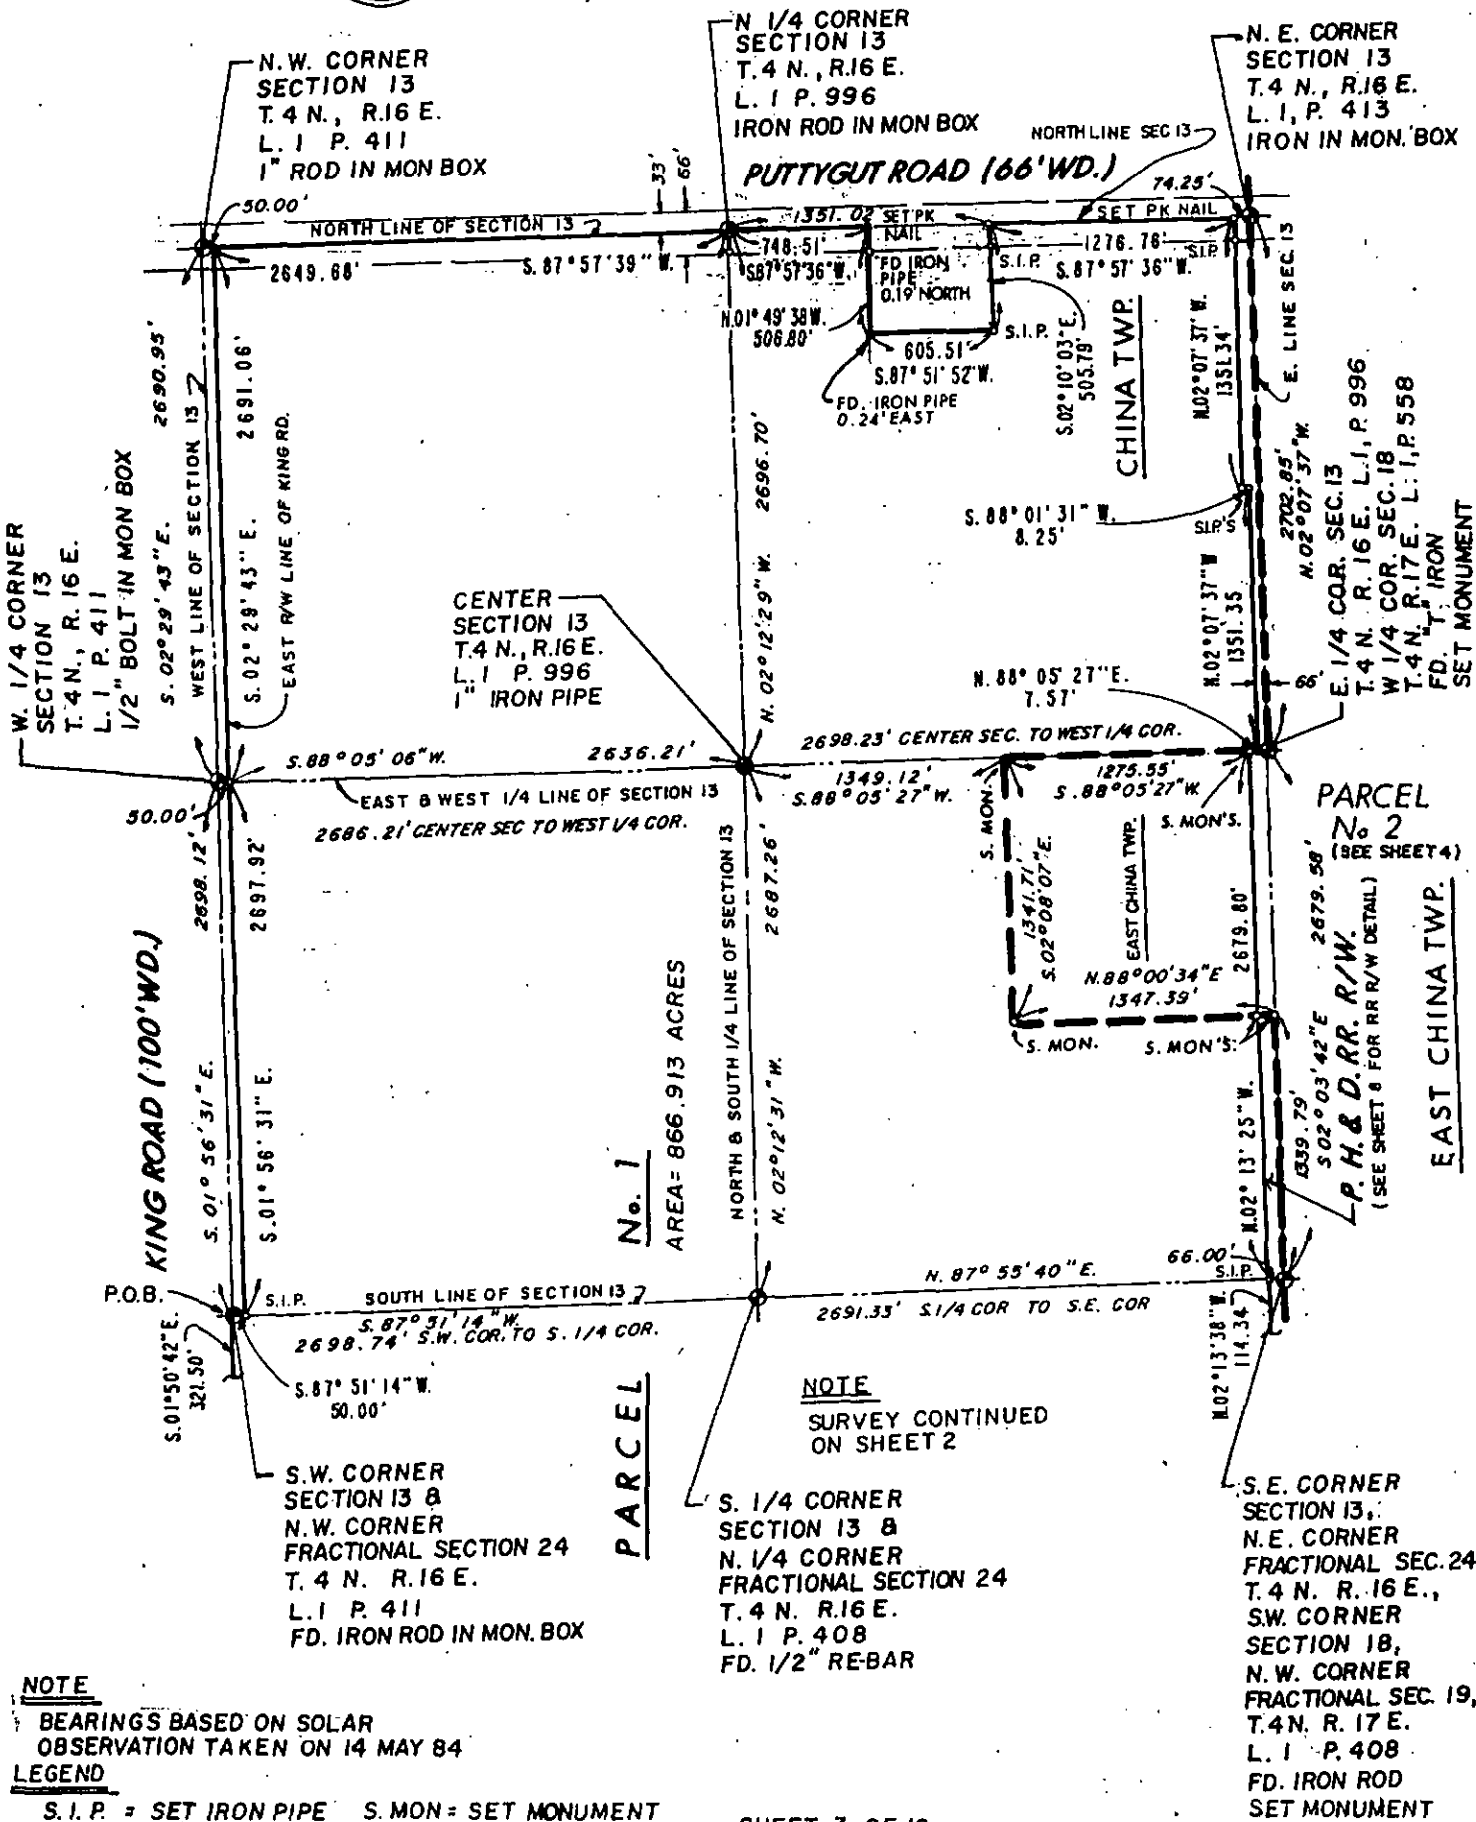 N.W. CORNER
SECTION 13
T. 4 N., R.16 E.
L. 1 P. 411
1" ROD IN MON BOX
N 1/4 CORNER
SECTION 13
T. 4 N., R.16 E.
L. 1 P. 996
IRON ROD IN MON BOX
N. E. CORNER
SECTION 13
T.4 N., R.16 E.
L. 1, P. 413
IRON IN MON. BOX
NORTH LINE SEC 13
33'
66'
PUTTYGUT ROAD (66' WD.)
74.25'
50.00'
NORTH LINE OF SECTION 13
1351.02
SET PK
NAIL
SET PK NAIL
2649.68'
S. 87° 57' 39" W.
748.51'
S87° 57' 36" W.
FD IRON
PIPE
0.19' NORTH
S.I.P.
1276.76'
S. 87° 57' 36" W.
S.I.P.
E. LINE SEC. 13
N.01° 49' 38 W.
506.80'
605.51'
S.87° 51' 52" W.
S.I.P.
FD. IRON PIPE
0.24' EAST
S.02° 10' 03" E.
505.79'
CHINA TWP.
N.02° 07' 37" W.
1351.34'
2690.95'
WEST LINE OF SECTION 13
S. 02° 29' 43" E.
2691.06'
S. 02° 29' 43" E.
EAST R/W LINE OF KING RD.
2696.70'
N. 02° 12' 29" W.
S. 88° 01' 31" W.
8.25'
S.I.P.'S
2702.85'
N.02° 07' 37" W.
W. 1/4 CORNER
SECTION 13
T. 4N., R. 16 E.
L. 1 P. 411
1/2" BOLT IN MON BOX
CENTER
SECTION 13
T.4 N., R.16 E.
L. 1 P. 996
1" IRON PIPE
N.02° 07' 37" W
1351.35
N. 88° 05' 27" E.
7.57'
66'
E. 1/4 COR. SEC.13
T. 4 N. R. 16 E. L.1, P. 996
W 1/4 COR. SEC.18
T.4 N., R.17 E. L.1, P. 558
FD. "T" IRON
SET MONUMENT
S.88° 05' 06" W.
2636.21'
2698.23' CENTER SEC. TO WEST 1/4 COR.
EAST & WEST 1/4 LINE OF SECTION 13
2686.21' CENTER SEC TO WEST 1/4 COR.
1349.12'
S.88° 05' 27" W.
1275.55'
S.88° 05' 27" W.
50.00'
S. MON.
S. MON'S.
PARCEL
No 2
(SEE SHEET 4)
2698.12'
2697.92'
2687.26'
NORTH & SOUTH 1/4 LINE OF SECTION 13
1341.71'
S.02° 08' 07" E.
EAST CHINA TWP.
N.88° 00' 34" E
1347.39'
S. MON.
S. MON'S.
2679.80'
2679.58'
EAST CHINA TWP.
KING ROAD (100' WD.)
S. 01° 56' 31" E.
S.01° 56' 31" E.
No. 1
AREA = 866.913 ACRES
N. 02° 12' 31" W.
N.02° 13' 25" W.
1339.79'
S 02° 03' 42" E
P. H. & D. RR. R/W.
(SEE SHEET 8 FOR RR R/W DETAIL)
P.O.B.
S.I.P.
SOUTH LINE OF SECTION 13
S. 87° 51' 14" W.
2698.74' S.W. COR. TO S. 1/4 COR.
N. 87° 55' 40" E.
2691.33' S.1/4 COR TO S.E. COR
66.00'
S.I.P.
S.01° 50' 42" E.
321.50'
S.87° 51' 14" W.
50.00'
N.02° 13' 38" W.
114.34
PARCEL
NOTE
SURVEY CONTINUED
ON SHEET 2
S.W. CORNER
SECTION 13 &
N.W. CORNER
FRACTIONAL SECTION 24
T. 4 N. R.16 E.
L.1 P. 411
FD. IRON ROD IN MON. BOX
S. 1/4 CORNER
SECTION 13 &
N. 1/4 CORNER
FRACTIONAL SECTION 24
T. 4 N. R.16 E.
L. 1 P. 408
FD. 1/2" RE-BAR
S. E. CORNER
SECTION 13,
N.E. CORNER
FRACTIONAL SEC. 24
T. 4 N. R. 16 E.,
S.W. CORNER
SECTION 18,
N.W. CORNER
FRACTIONAL SEC. 19,
T.4N. R. 17 E.
L. 1 P. 408
FD. IRON ROD
SET MONUMENT
NOTE
BEARINGS BASED ON SOLAR
OBSERVATION TAKEN ON 14 MAY 84
LEGEND
S. I. P. = SET IRON PIPE S. MON = SET MONUMENT